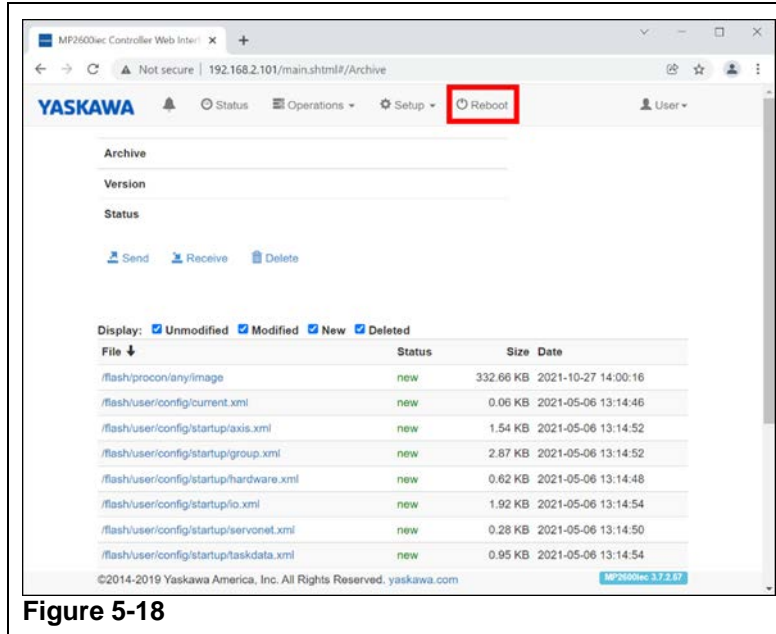 MP2600iec Controller Web Interf
Not secure | 192.168.2.101/main.shtml#/Archive
YASKAWA Status Operations Setup Reboot User
Archive
Version
Status
Send Receive Delete
Display: Unmodified Modified New Deleted
File Status Size Date
/flash/procon/any/image new 332.66 KB 2021-10-27 14:00:16
/flash/user/config/current.xml new 0.06 KB 2021-05-06 13:14:46
/flash/user/config/startup/axis.xml new 1.54 KB 2021-05-06 13:14:52
/flash/user/config/startup/group.xml new 2.87 KB 2021-05-06 13:14:52
/flash/user/config/startup/hardware.xml new 0.62 KB 2021-05-06 13:14:48
/flash/user/config/startup/io.xml new 1.92 KB 2021-05-06 13:14:54
/flash/user/config/startup/servonet.xml new 0.28 KB 2021-05-06 13:14:50
/flash/user/config/startup/taskdata.xml new 0.95 KB 2021-05-06 13:14:54
©2014-2019 Yaskawa America, Inc. All Rights Reserved. yaskawa.com MP2600iec 3.7.2.67
Figure 5-18